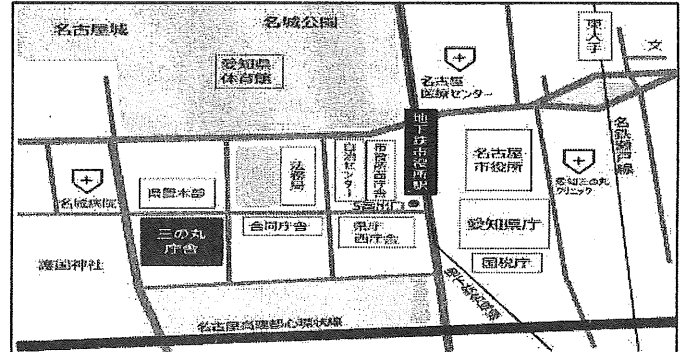 名古屋城
名城公園
愛知県
体育館
名古屋
医療センター
東大手
文
地下鉄市役所駅
名鉄瀬戸線
名城病院
県警本部
法務局
自治センター
市役所西庁舎
5番出口
名古屋
市役所
愛知三の丸
クリニック
三の丸
庁舎
合同庁舎
県庁
西庁舎
愛知県庁
国税庁
護国神社
名古屋高速都心環状線